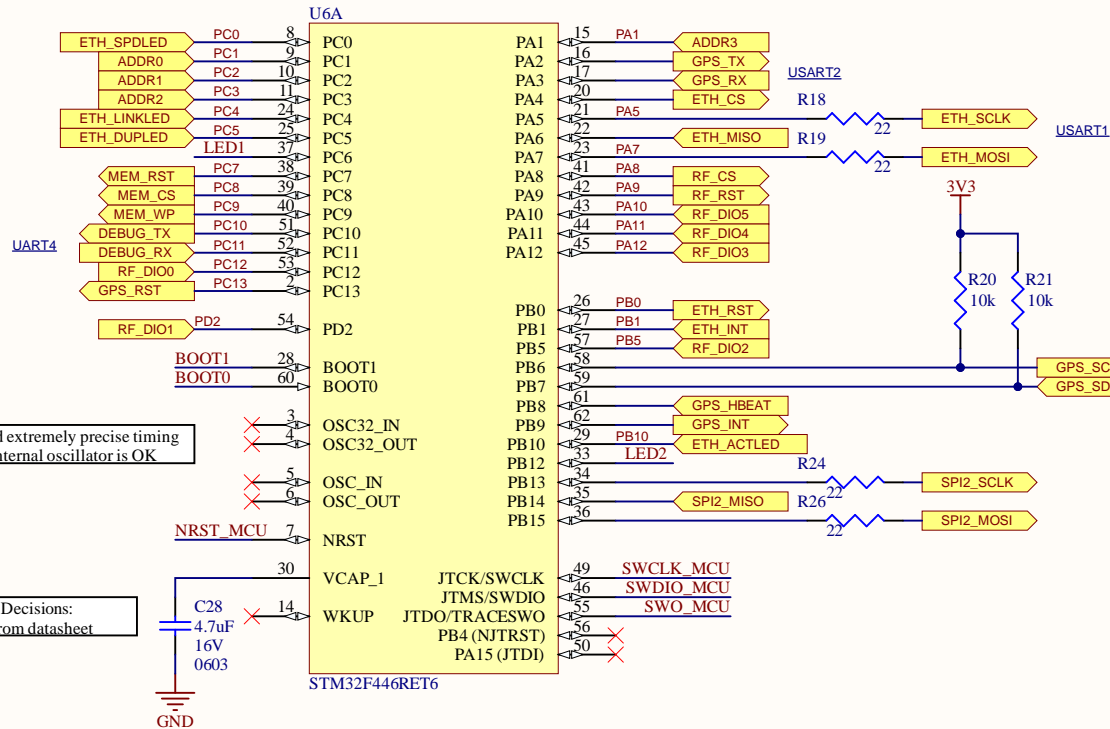 U6A
ETH_SPDLED PC0 8 PC0
ADDR0 PC1 9 PC1
ADDR1 PC2 10 PC2
ADDR2 PC3 11 PC3
ETH_LINKLED PC4 24 PC4
ETH_DUPLED PC5 25 PC5
LED1 37 PC6
MEM_RST PC7 38 PC7
MEM_CS PC8 39 PC8
MEM_WP PC9 40 PC9
DEBUG_TX PC10 51 PC10
UART4
DEBUG_RX PC11 52 PC11
RF_DIO0 PC12 53 PC12
GPS_RST PC13 2 PC13
RF_DIO1 PD2 54 PD2
BOOT1 28 BOOT1
BOOT0 60 BOOT0
3 OSC32_IN
4 OSC32_OUT
extremely precise timing
internal oscillator is OK
5 OSC_IN
6 OSC_OUT
NRST_MCU 7 NRST
30 VCAP_1
14 WKUP
Decisions:
from datasheet
C28
4.7uF
16V
0603
GND
STM32F446RET6
PA1 15 PA1 ADDR3
PA2 16 GPS_TX
PA3 17 GPS_RX
USART2
PA4 20 ETH_CS
PA5 21 PA5 R18 22 ETH_SCLK
USART1
PA6 22 ETH_MISO
PA7 23 PA7 R19 22 ETH_MOSI
PA8 41 PA8 RF_CS
PA9 42 PA9 RF_RST
PA10 43 PA10 RF_DIO5
PA11 44 PA11 RF_DIO4
PA12 45 PA12 RF_DIO3
3V3
R20
10k
R21
10k
PB0 26 PB0 ETH_RST
PB1 27 PB1 ETH_INT
PB5 57 PB5 RF_DIO2
PB6 58 GPS_SC
PB7 59 GPS_SD
PB8 61 GPS_HBEAT
PB9 62 GPS_INT
PB10 29 PB10 ETH_ACTLED
PB12 33 LED2
PB13 34 R24 22 SPI2_SCLK
PB14 35 SPI2_MISO
PB15 36 R26 22 SPI2_MOSI
JTCK/SWCLK 49 SWCLK_MCU
JTMS/SWDIO 46 SWDIO_MCU
JTDO/TRACESWO 55 SWO_MCU
PB4 (NJTRST) 56
PA15 (JTDI) 50